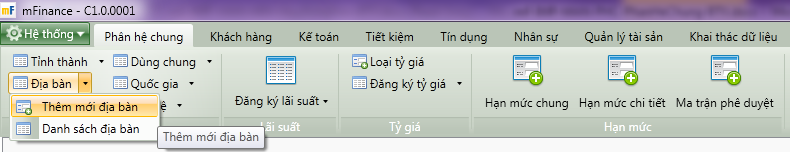 mF mFinance - C1.0.0001
Hệ thống Phân hệ chung Khách hàng Kế toán Tiết kiệm Tín dụng Nhân sự Quản lý tài sản Khai thác dữ liệu
Tỉnh thành Dùng chung Loại tỷ giá
Địa bàn Quốc gia Đăng ký tỷ giá
Đăng ký lãi suất Hạn mức chung Hạn mức chi tiết Ma trận phê duyệt
Thêm mới địa bàn
Danh sách địa bàn
Thêm mới địa bàn
Lãi suất Tỷ giá Hạn mức